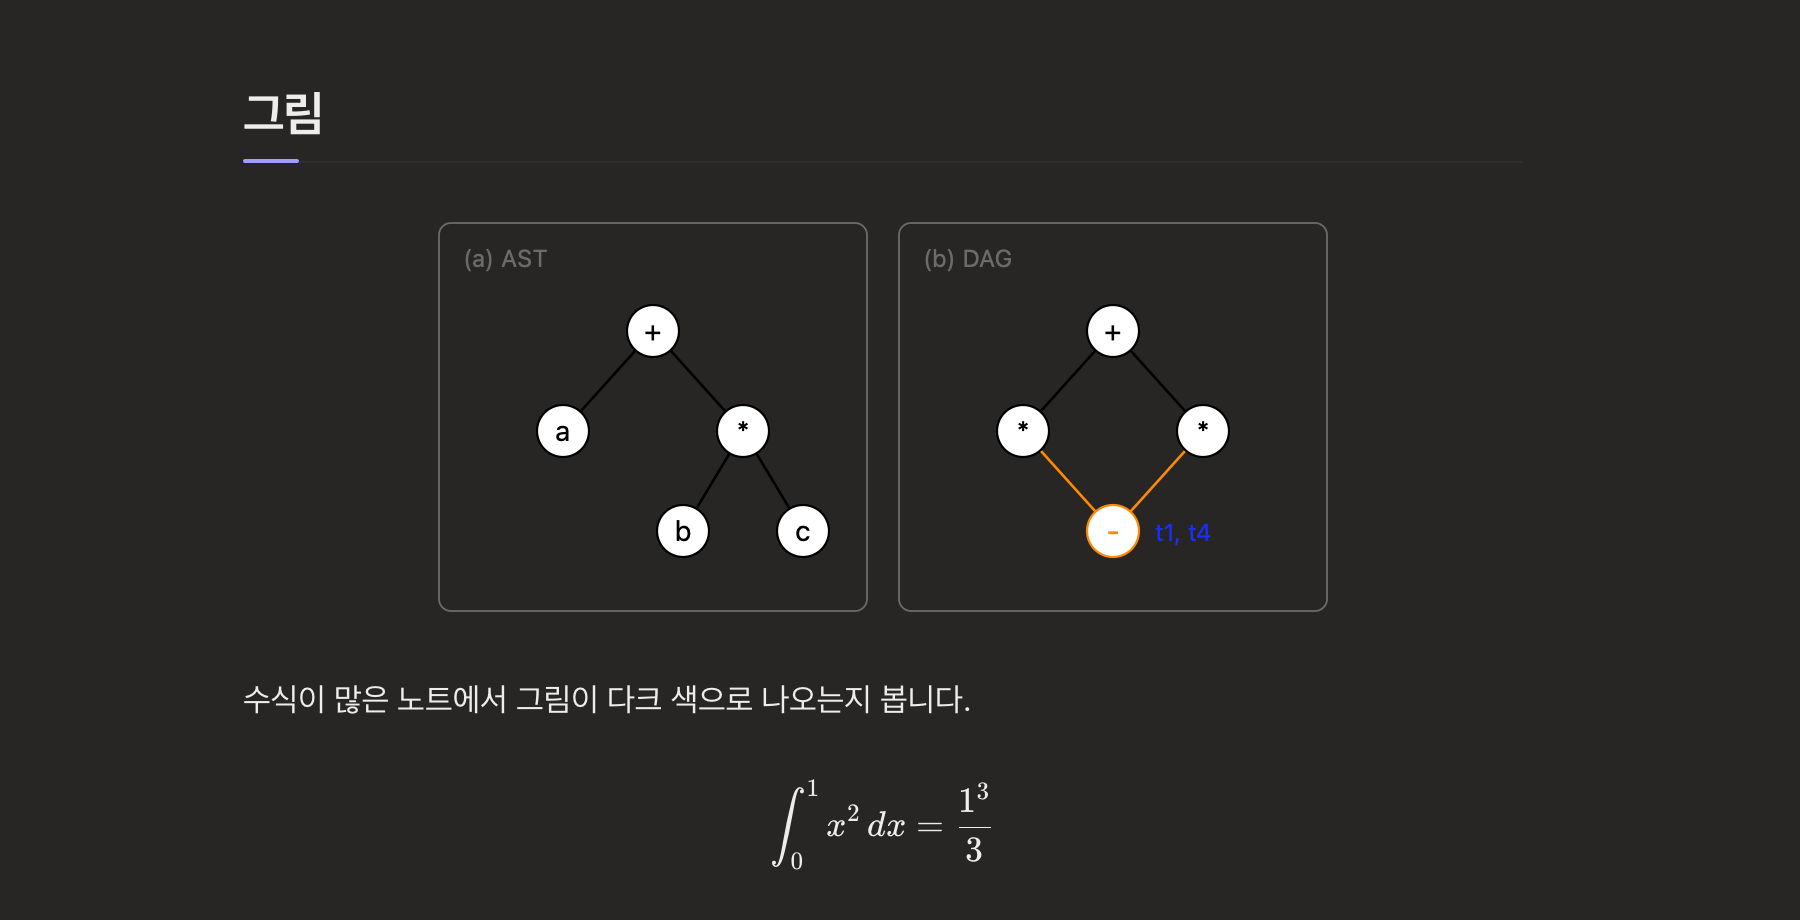 그림
(a) AST
+
a
*
b
c
(b) DAG
+
* *
-
t1, t4
수식이 많은 노트에서 그림이 다크 색으로 나오는지 봅니다.
∫₀¹ x² dx = 1³/3